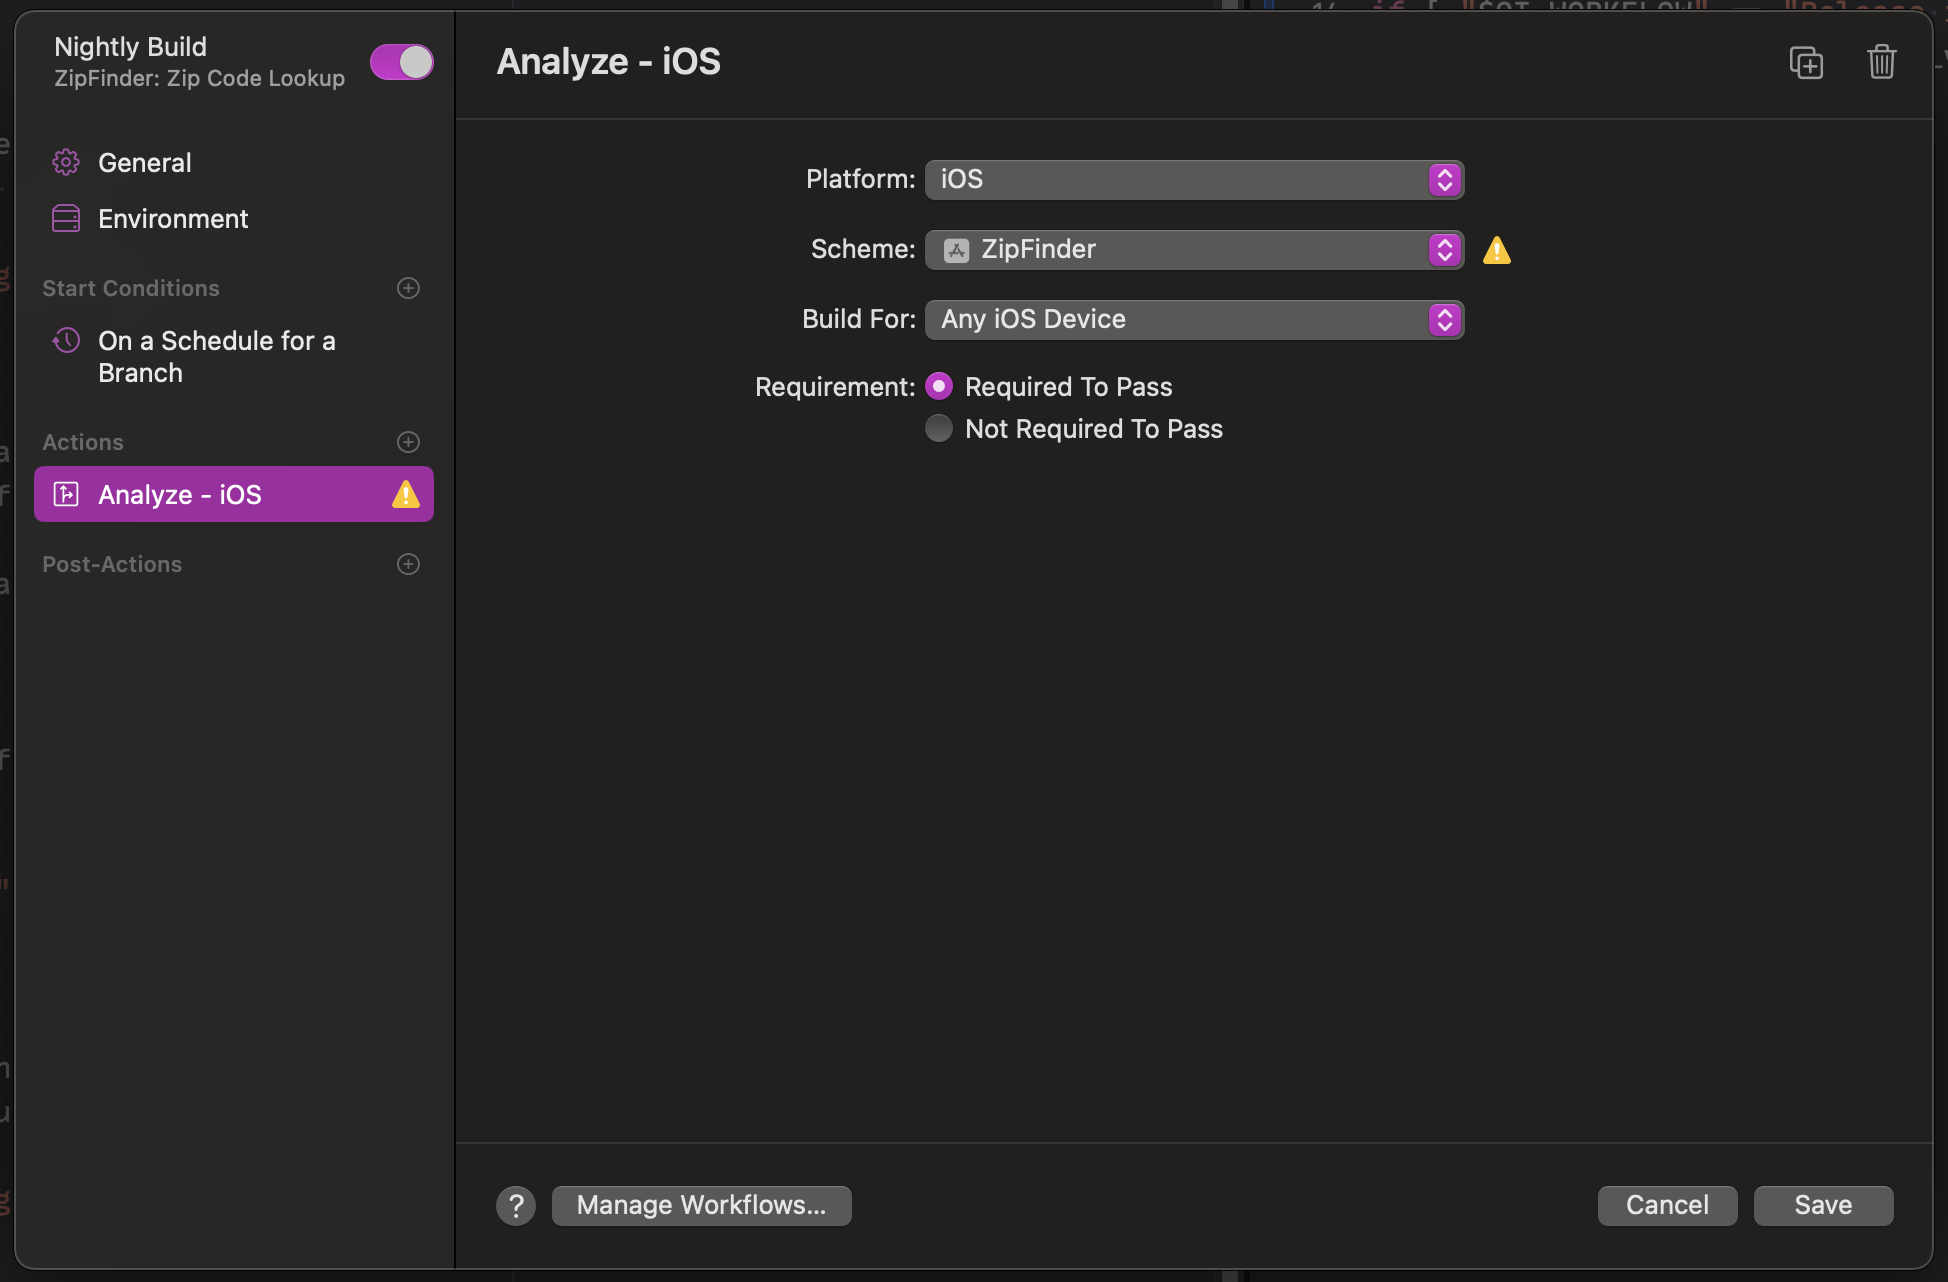 Nightly Build
ZipFinder: Zip Code Lookup
General
Environment
Start Conditions
On a Schedule for a
Branch
Actions
Analyze - iOS
Post-Actions
Analyze - iOS
Platform: iOS
Scheme: ZipFinder
Build For: Any iOS Device
Requirement: Required To Pass
Not Required To Pass
? Manage Workflows...
Cancel Save